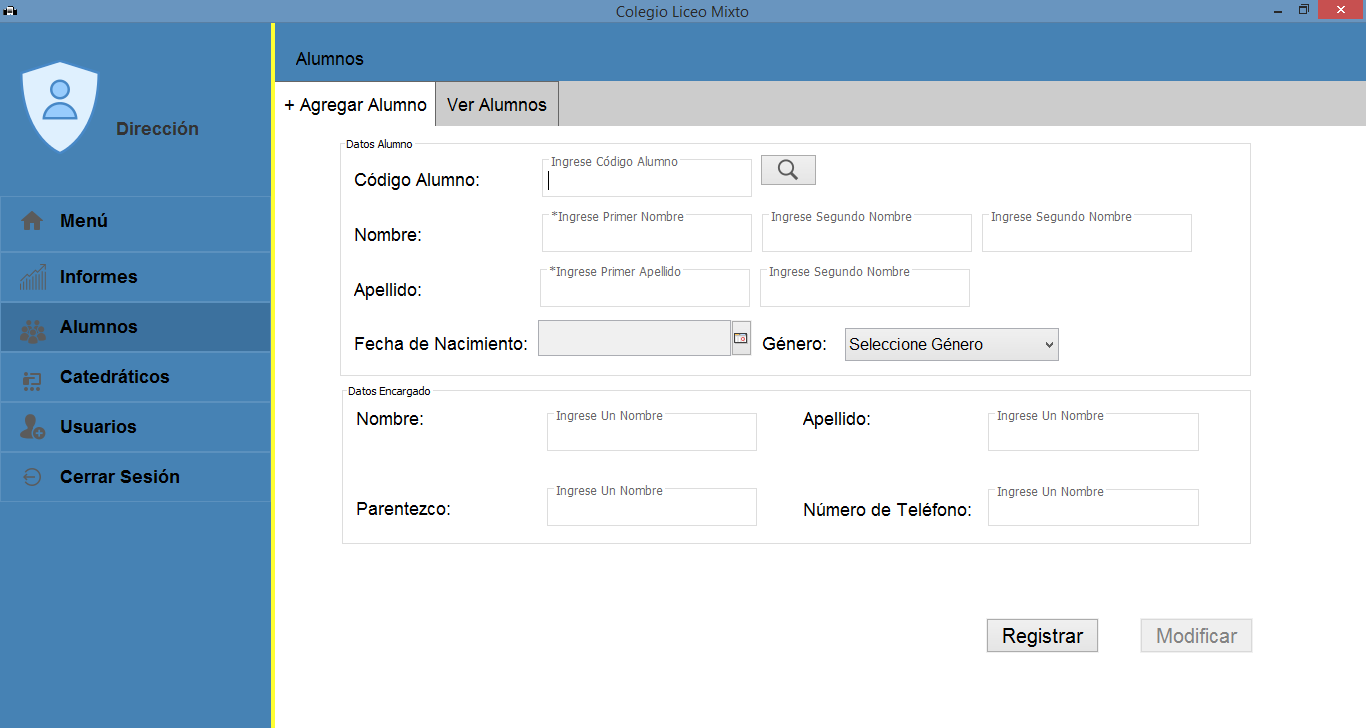 Colegio Liceo Mixto
Dirección
Menú
Informes
Alumnos
Catedráticos
Usuarios
Cerrar Sesión
Alumnos
+ Agregar Alumno
Ver Alumnos
Datos Alumno
Código Alumno:
Ingrese Código Alumno
Nombre:
*Ingrese Primer Nombre
Ingrese Segundo Nombre
Ingrese Segundo Nombre
Apellido:
*Ingrese Primer Apellido
Ingrese Segundo Nombre
Fecha de Nacimiento:
Género:
Seleccione Género
Datos Encargado
Nombre:
Ingrese Un Nombre
Apellido:
Ingrese Un Nombre
Parentezco:
Ingrese Un Nombre
Número de Teléfono:
Ingrese Un Nombre
Registrar
Modificar